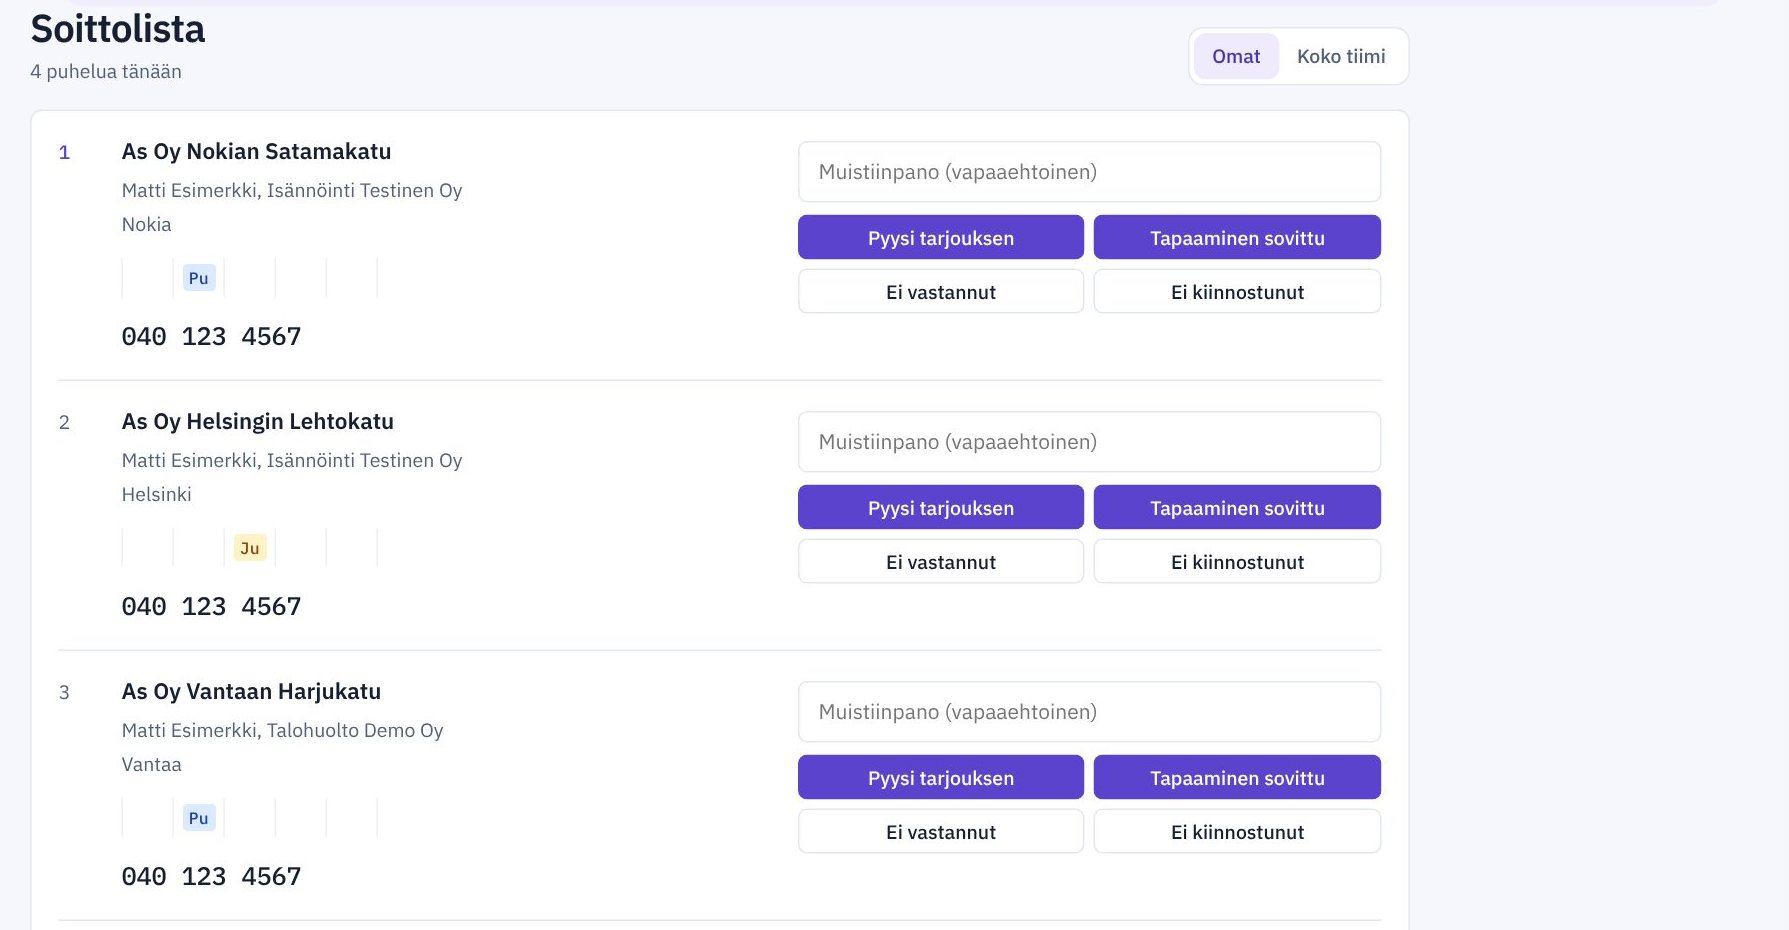 Soittolista
4 puhelua tänään
Omat
Koko tiimi
1
As Oy Nokian Satamakatu
Matti Esimerkki, Isännöinti Testinen Oy
Nokia
Pu
040 123 4567
Muistiinpano (vapaaehtoinen)
Pyysi tarjouksen
Tapaaminen sovittu
Ei vastannut
Ei kiinnostunut
2
As Oy Helsingin Lehtokatu
Matti Esimerkki, Isännöinti Testinen Oy
Helsinki
Ju
040 123 4567
Muistiinpano (vapaaehtoinen)
Pyysi tarjouksen
Tapaaminen sovittu
Ei vastannut
Ei kiinnostunut
3
As Oy Vantaan Harjukatu
Matti Esimerkki, Talohuolto Demo Oy
Vantaa
Pu
040 123 4567
Muistiinpano (vapaaehtoinen)
Pyysi tarjouksen
Tapaaminen sovittu
Ei vastannut
Ei kiinnostunut